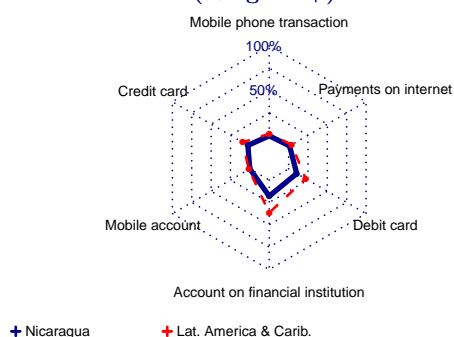 Mobile phone transaction
100%
Credit card
50%
Payments on internet
Mobile account
Debit card
Account on financial institution
Nicaragua
Lat. America & Carib.